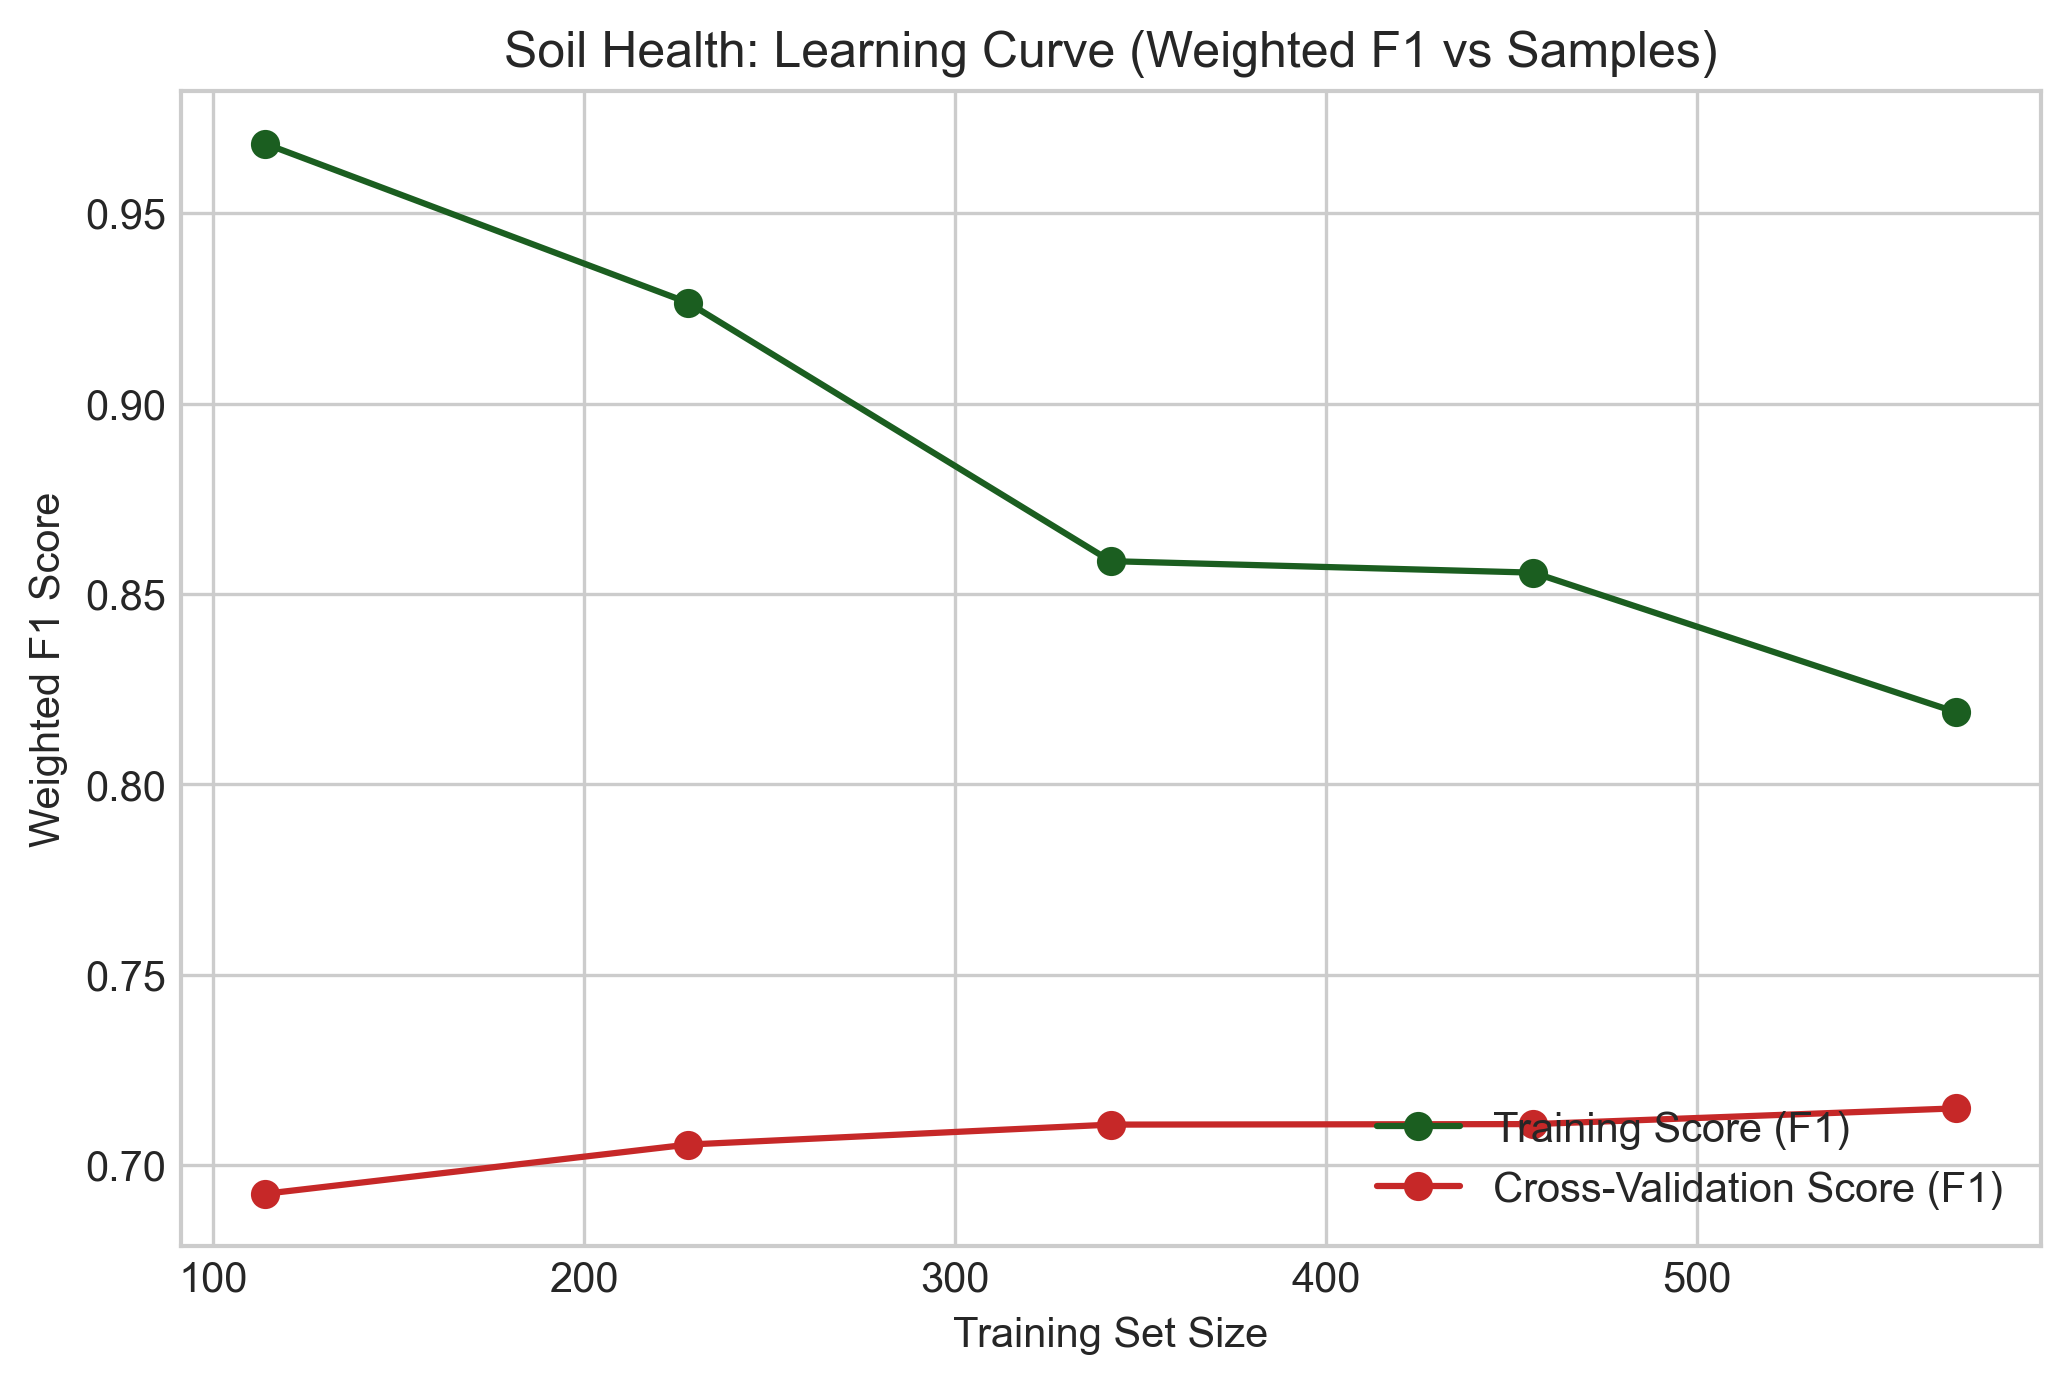 Soil Health: Learning Curve (Weighted F1 vs Samples)
Weighted F1 Score
0.95
0.90
0.85
0.80
0.75
0.70
Training Score (F1)
Cross-Validation Score (F1)
100 200 300 400 500
Training Set Size